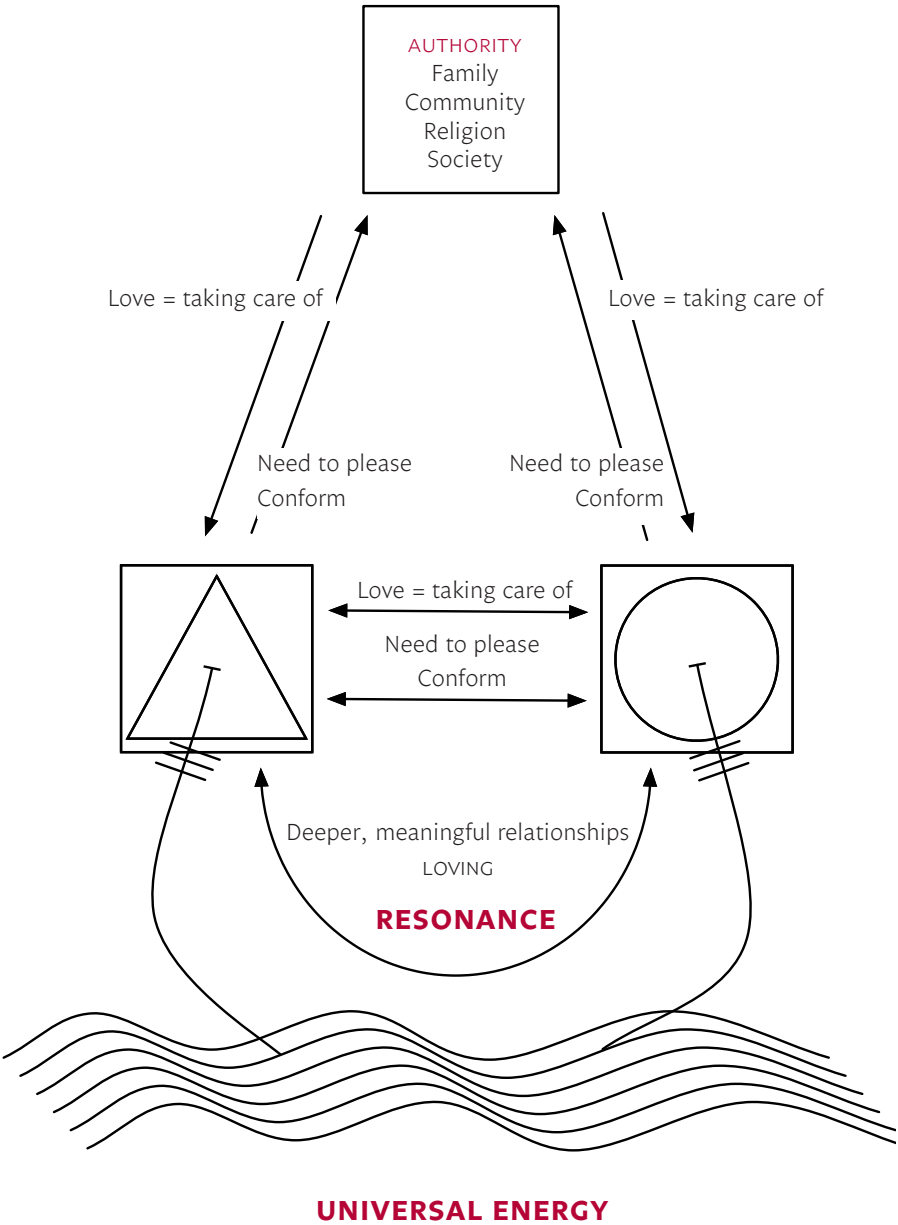 AUTHORITY
Family
Community
Religion
Society
Love = taking care of
Love = taking care of
Need to please
Conform
Need to please
Conform
Love = taking care of
Need to please
Conform
Deeper, meaningful relationships
LOVING
RESONANCE
UNIVERSAL ENERGY